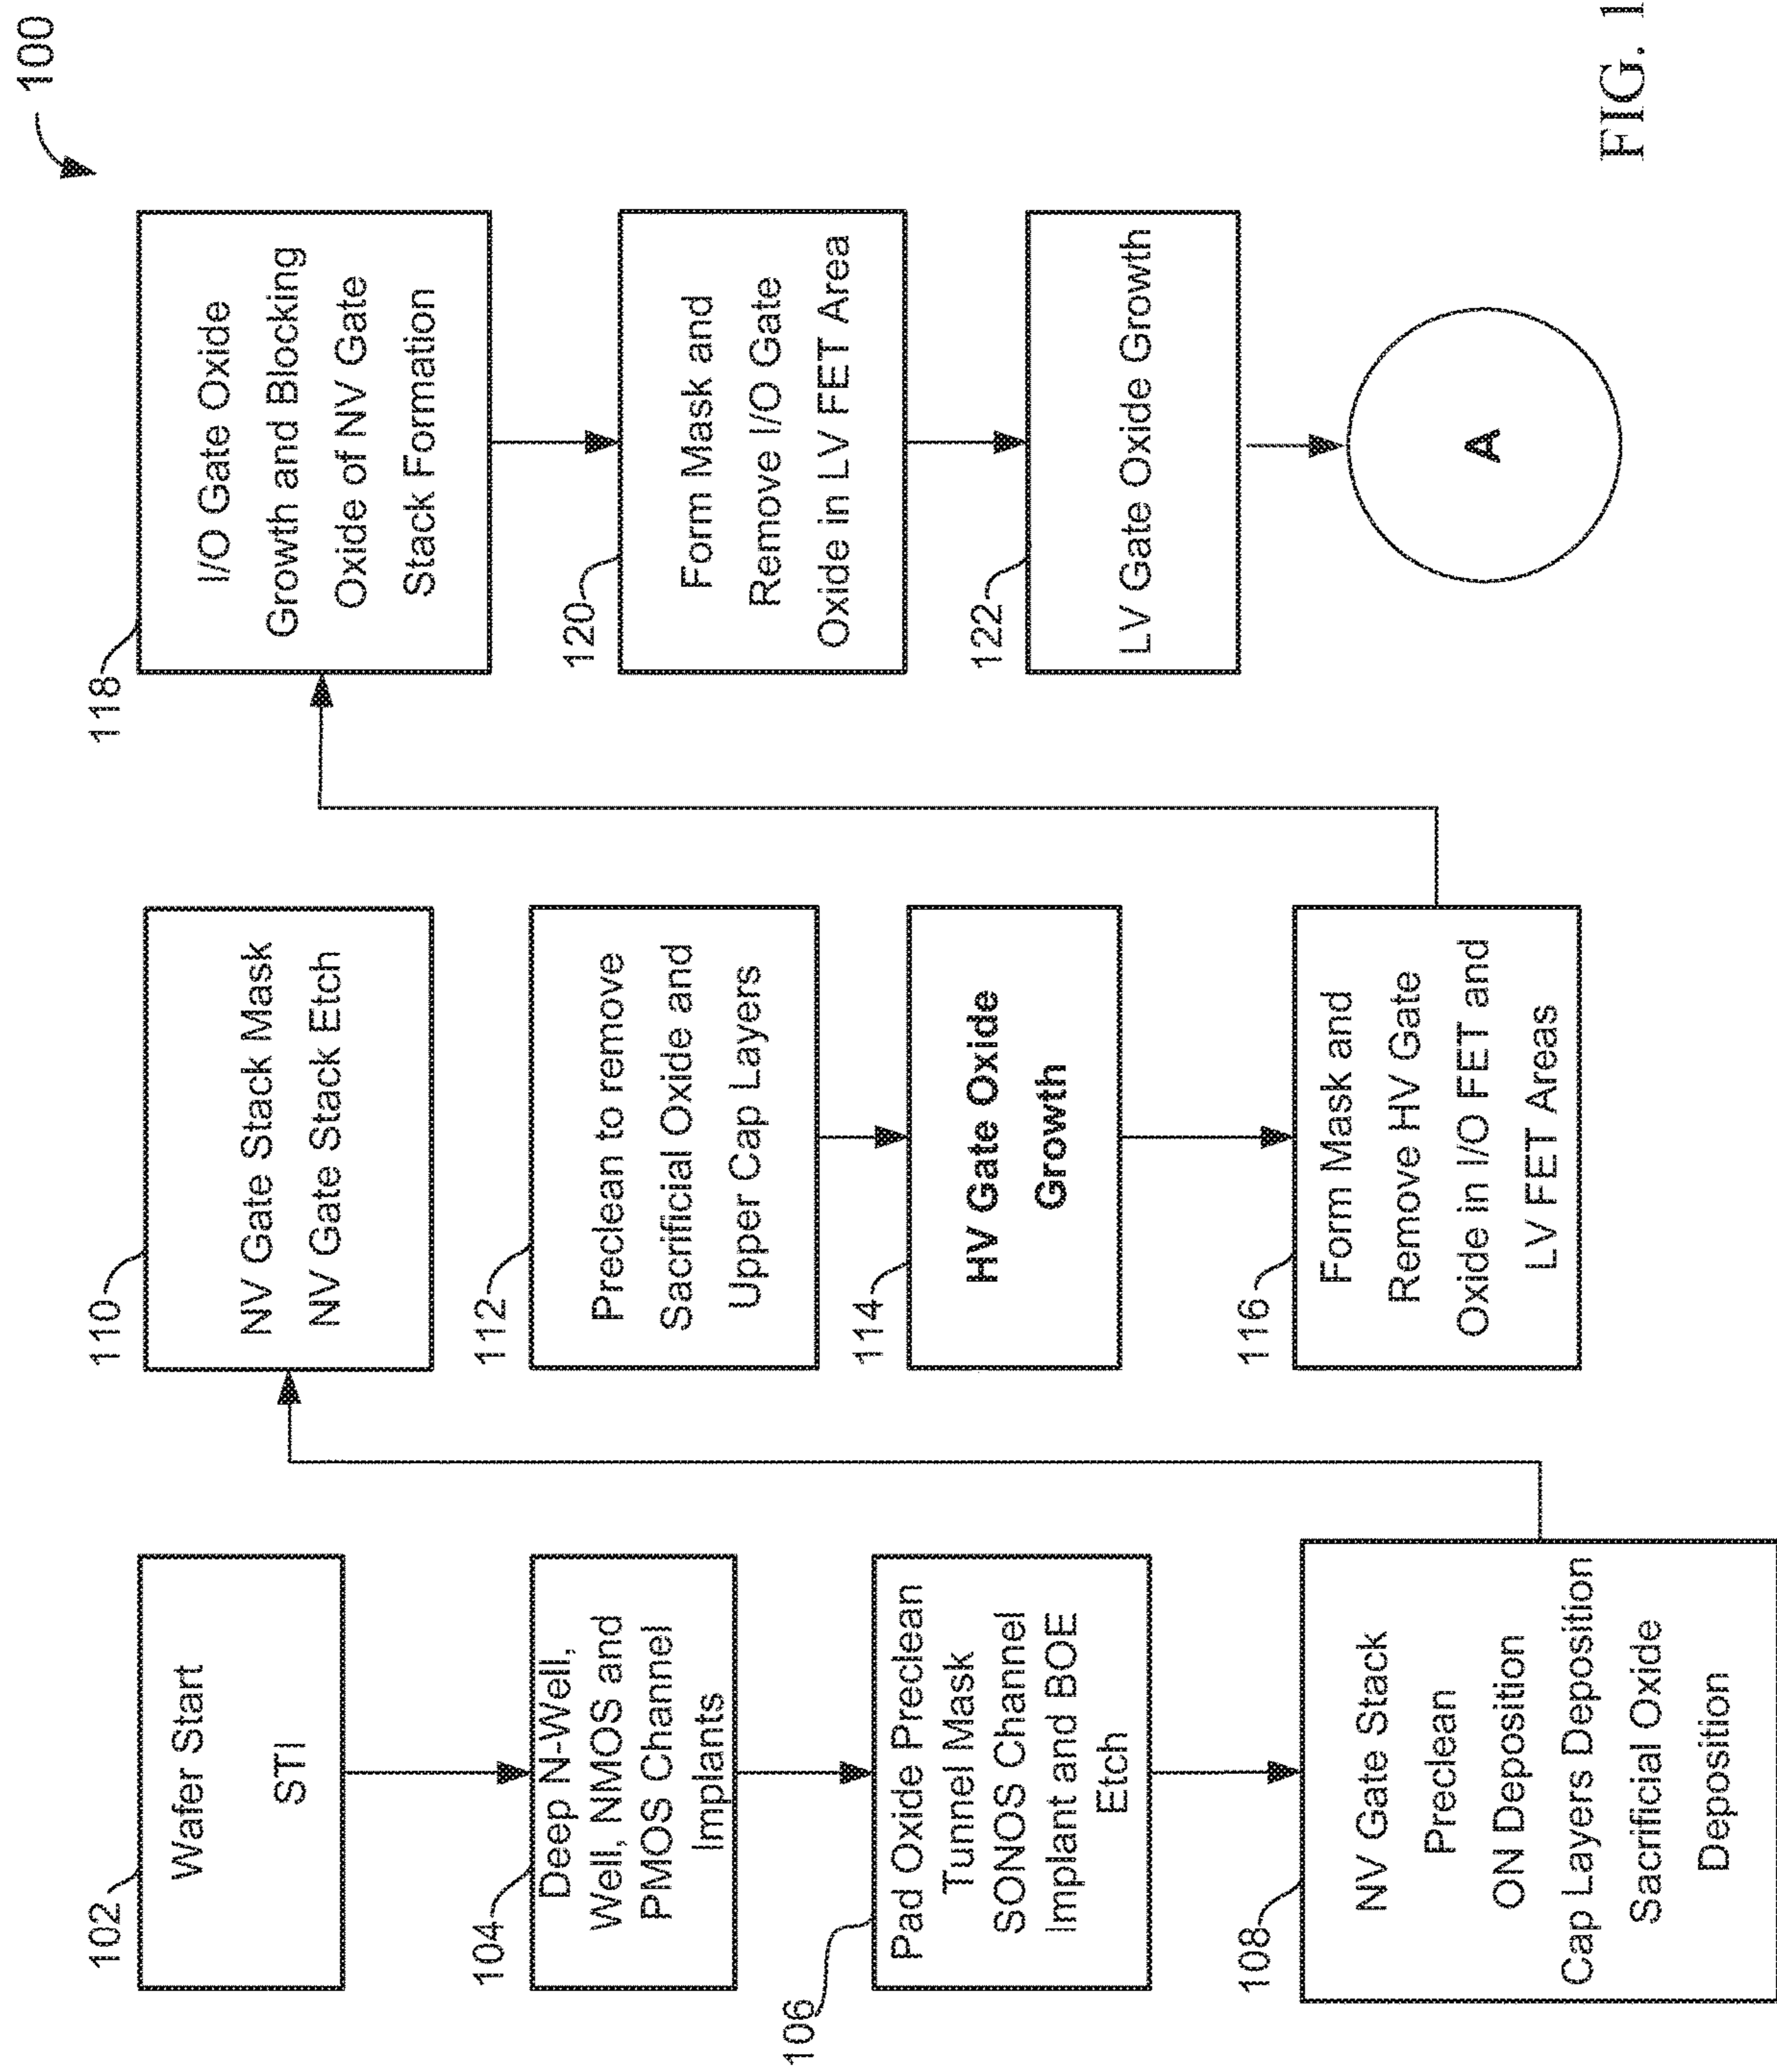 100
102
Wafer Start
STI
104
Deep N-Well,
Well, NMOS and
PMOS Channel
Implants
106
Pad Oxide Preclean
Tunnel Mask
SONOS Channel
Implant and BOE
Etch
108
NV Gate Stack
Preclean
ON Deposition
Cap Layers Deposition
Sacrificial Oxide
Deposition
110
NV Gate Stack Mask
NV Gate Stack Etch
112
Preclean to remove
Sacrificial Oxide and
Upper Cap Layers
114
HV Gate Oxide
Growth
116
Form Mask and
Remove HV Gate
Oxide in I/O FET and
LV FET Areas
118
I/O Gate Oxide
Growth and Blocking
Oxide of NV Gate
Stack Formation
120
Form Mask and
Remove I/O Gate
Oxide in LV FET Area
122
LV Gate Oxide Growth
A
FIG. 1